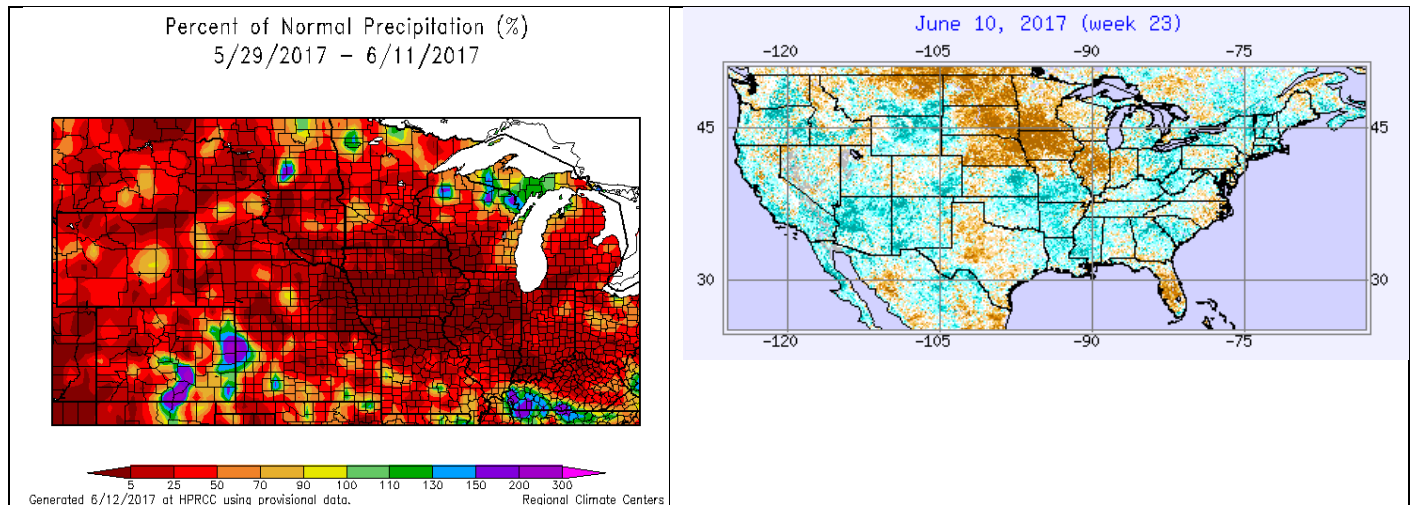 Percent of Normal Precipitation (%)
5/29/2017 – 6/11/2017
5 25 50 70 90 100 110 130 150 200 300
Generated 6/12/2017 at HPRCC using provisional data. Regional Climate Centers
June 10, 2017 (week 23)
-120 -105 -90 -75
45 45
30 30
-120 -105 -90 -75